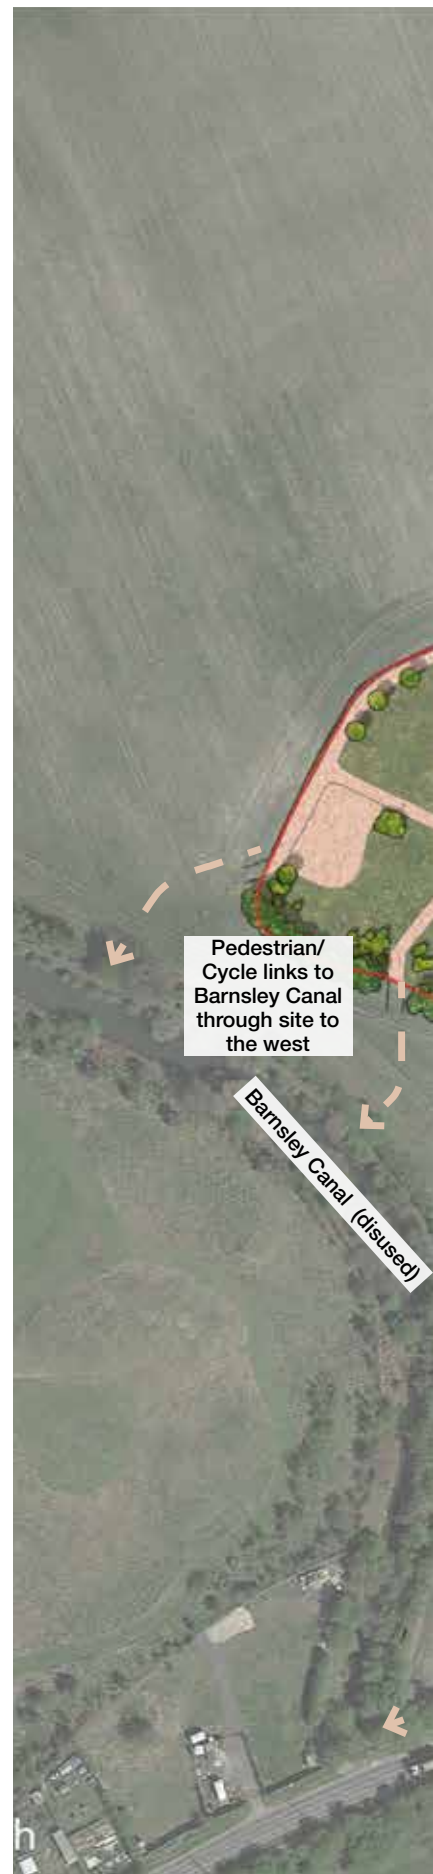 Pedestrian/
Cycle links to
Barnsley Canal
through site to
the west
Barnsley Canal (disused)
h